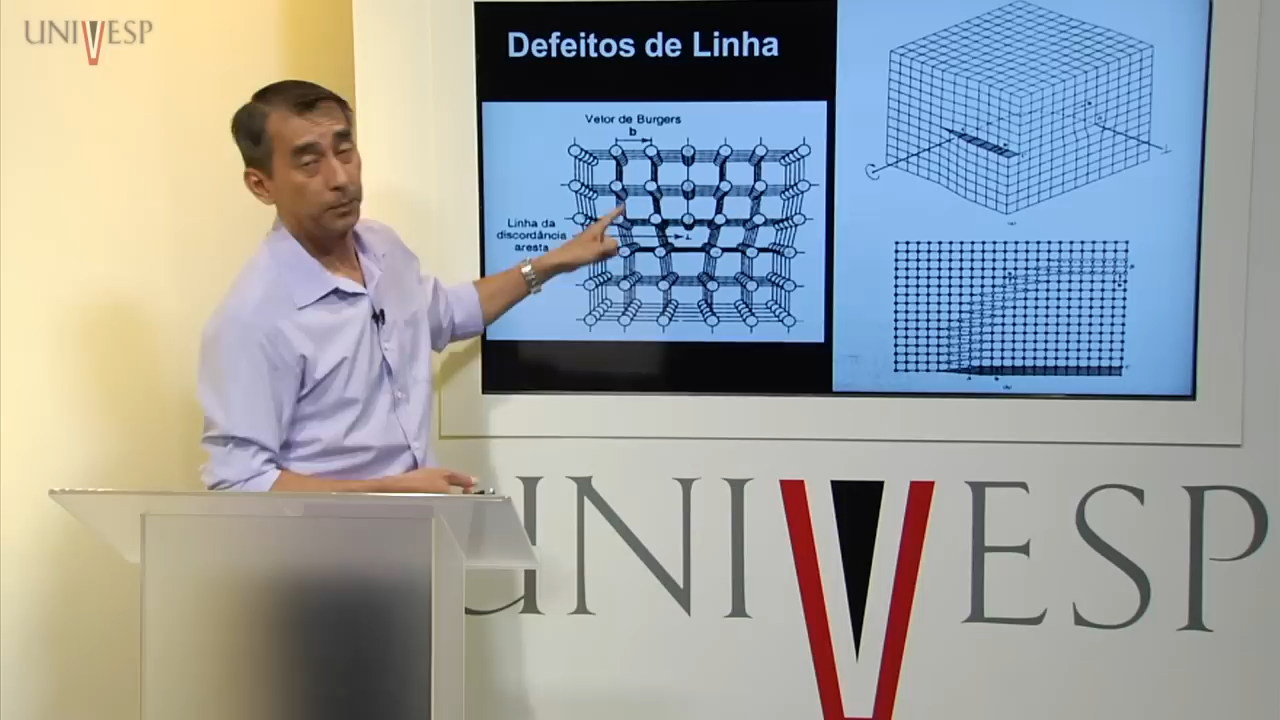 UNIVESP
Defeitos de Linha
Vetor de Burgers
b
Linha da
discordância
aresta
UNIVESP